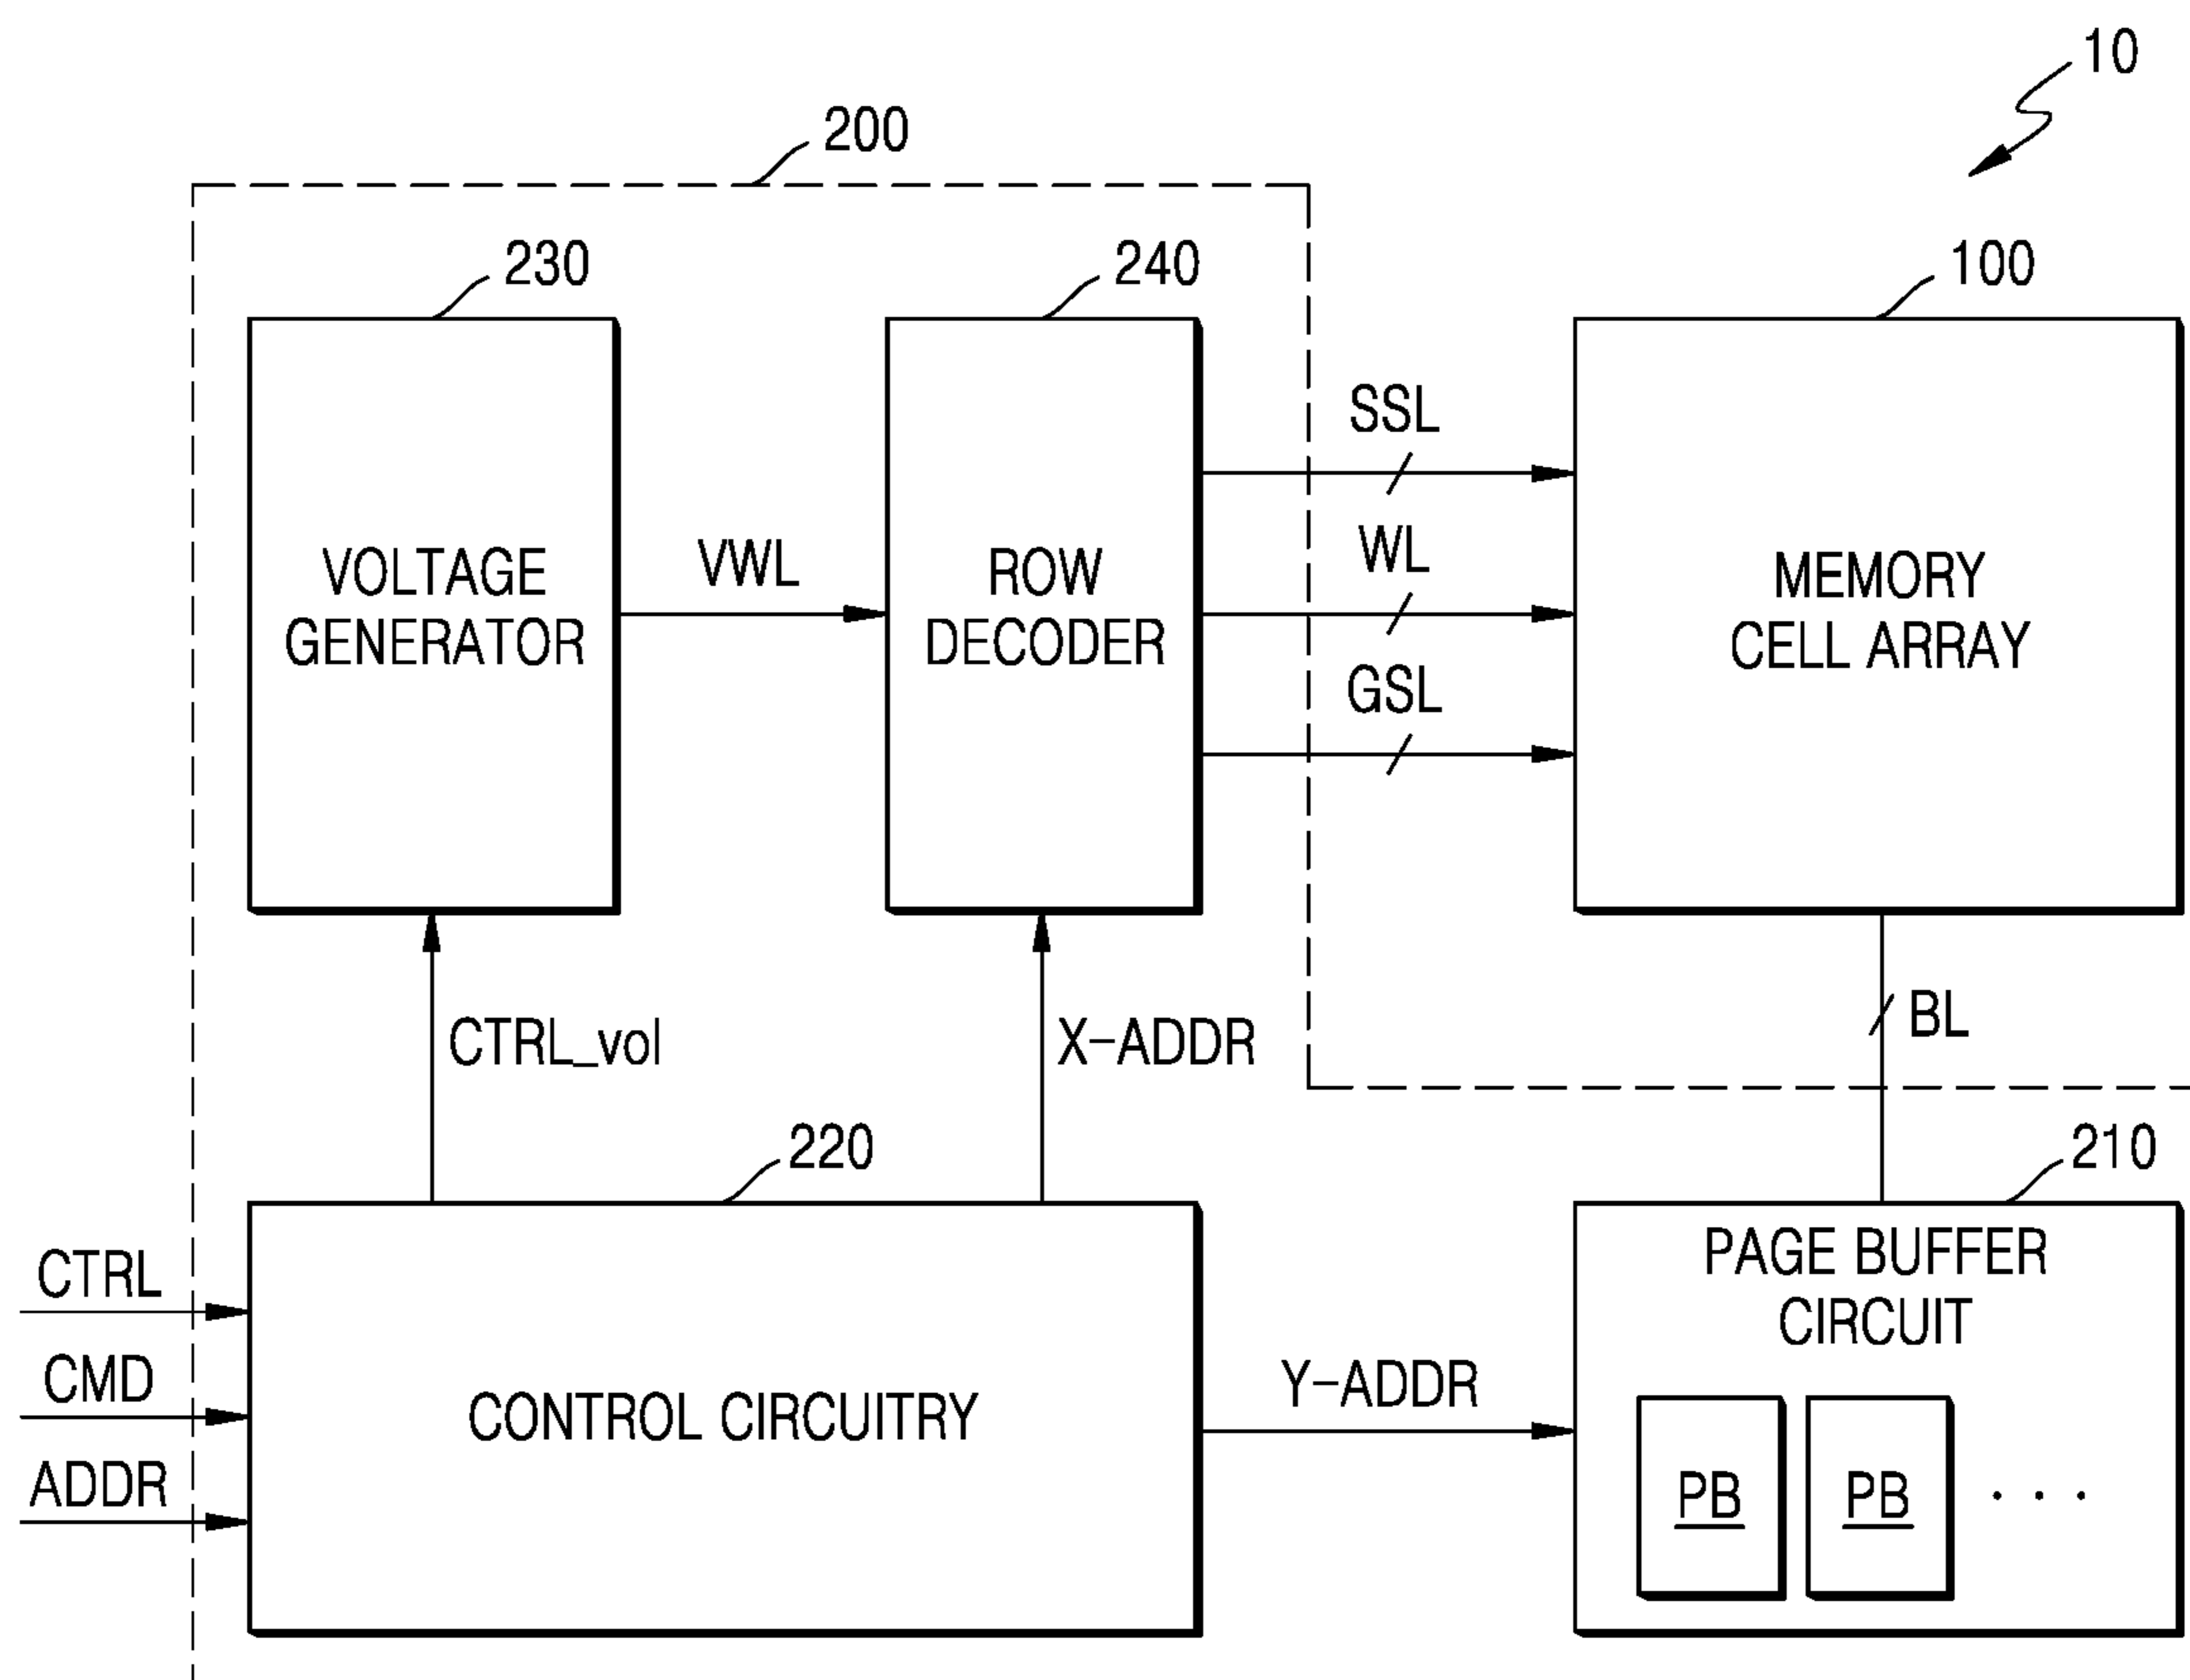 10
200
230
240
100
SSL
WL
GSL
VOLTAGE
GENERATOR
VWL
ROW
DECODER
MEMORY
CELL ARRAY
CTRL_vol
X-ADDR
BL
220
210
CTRL
CMD
ADDR
CONTROL CIRCUITRY
Y-ADDR
PAGE BUFFER
CIRCUIT
PB
PB
. . .